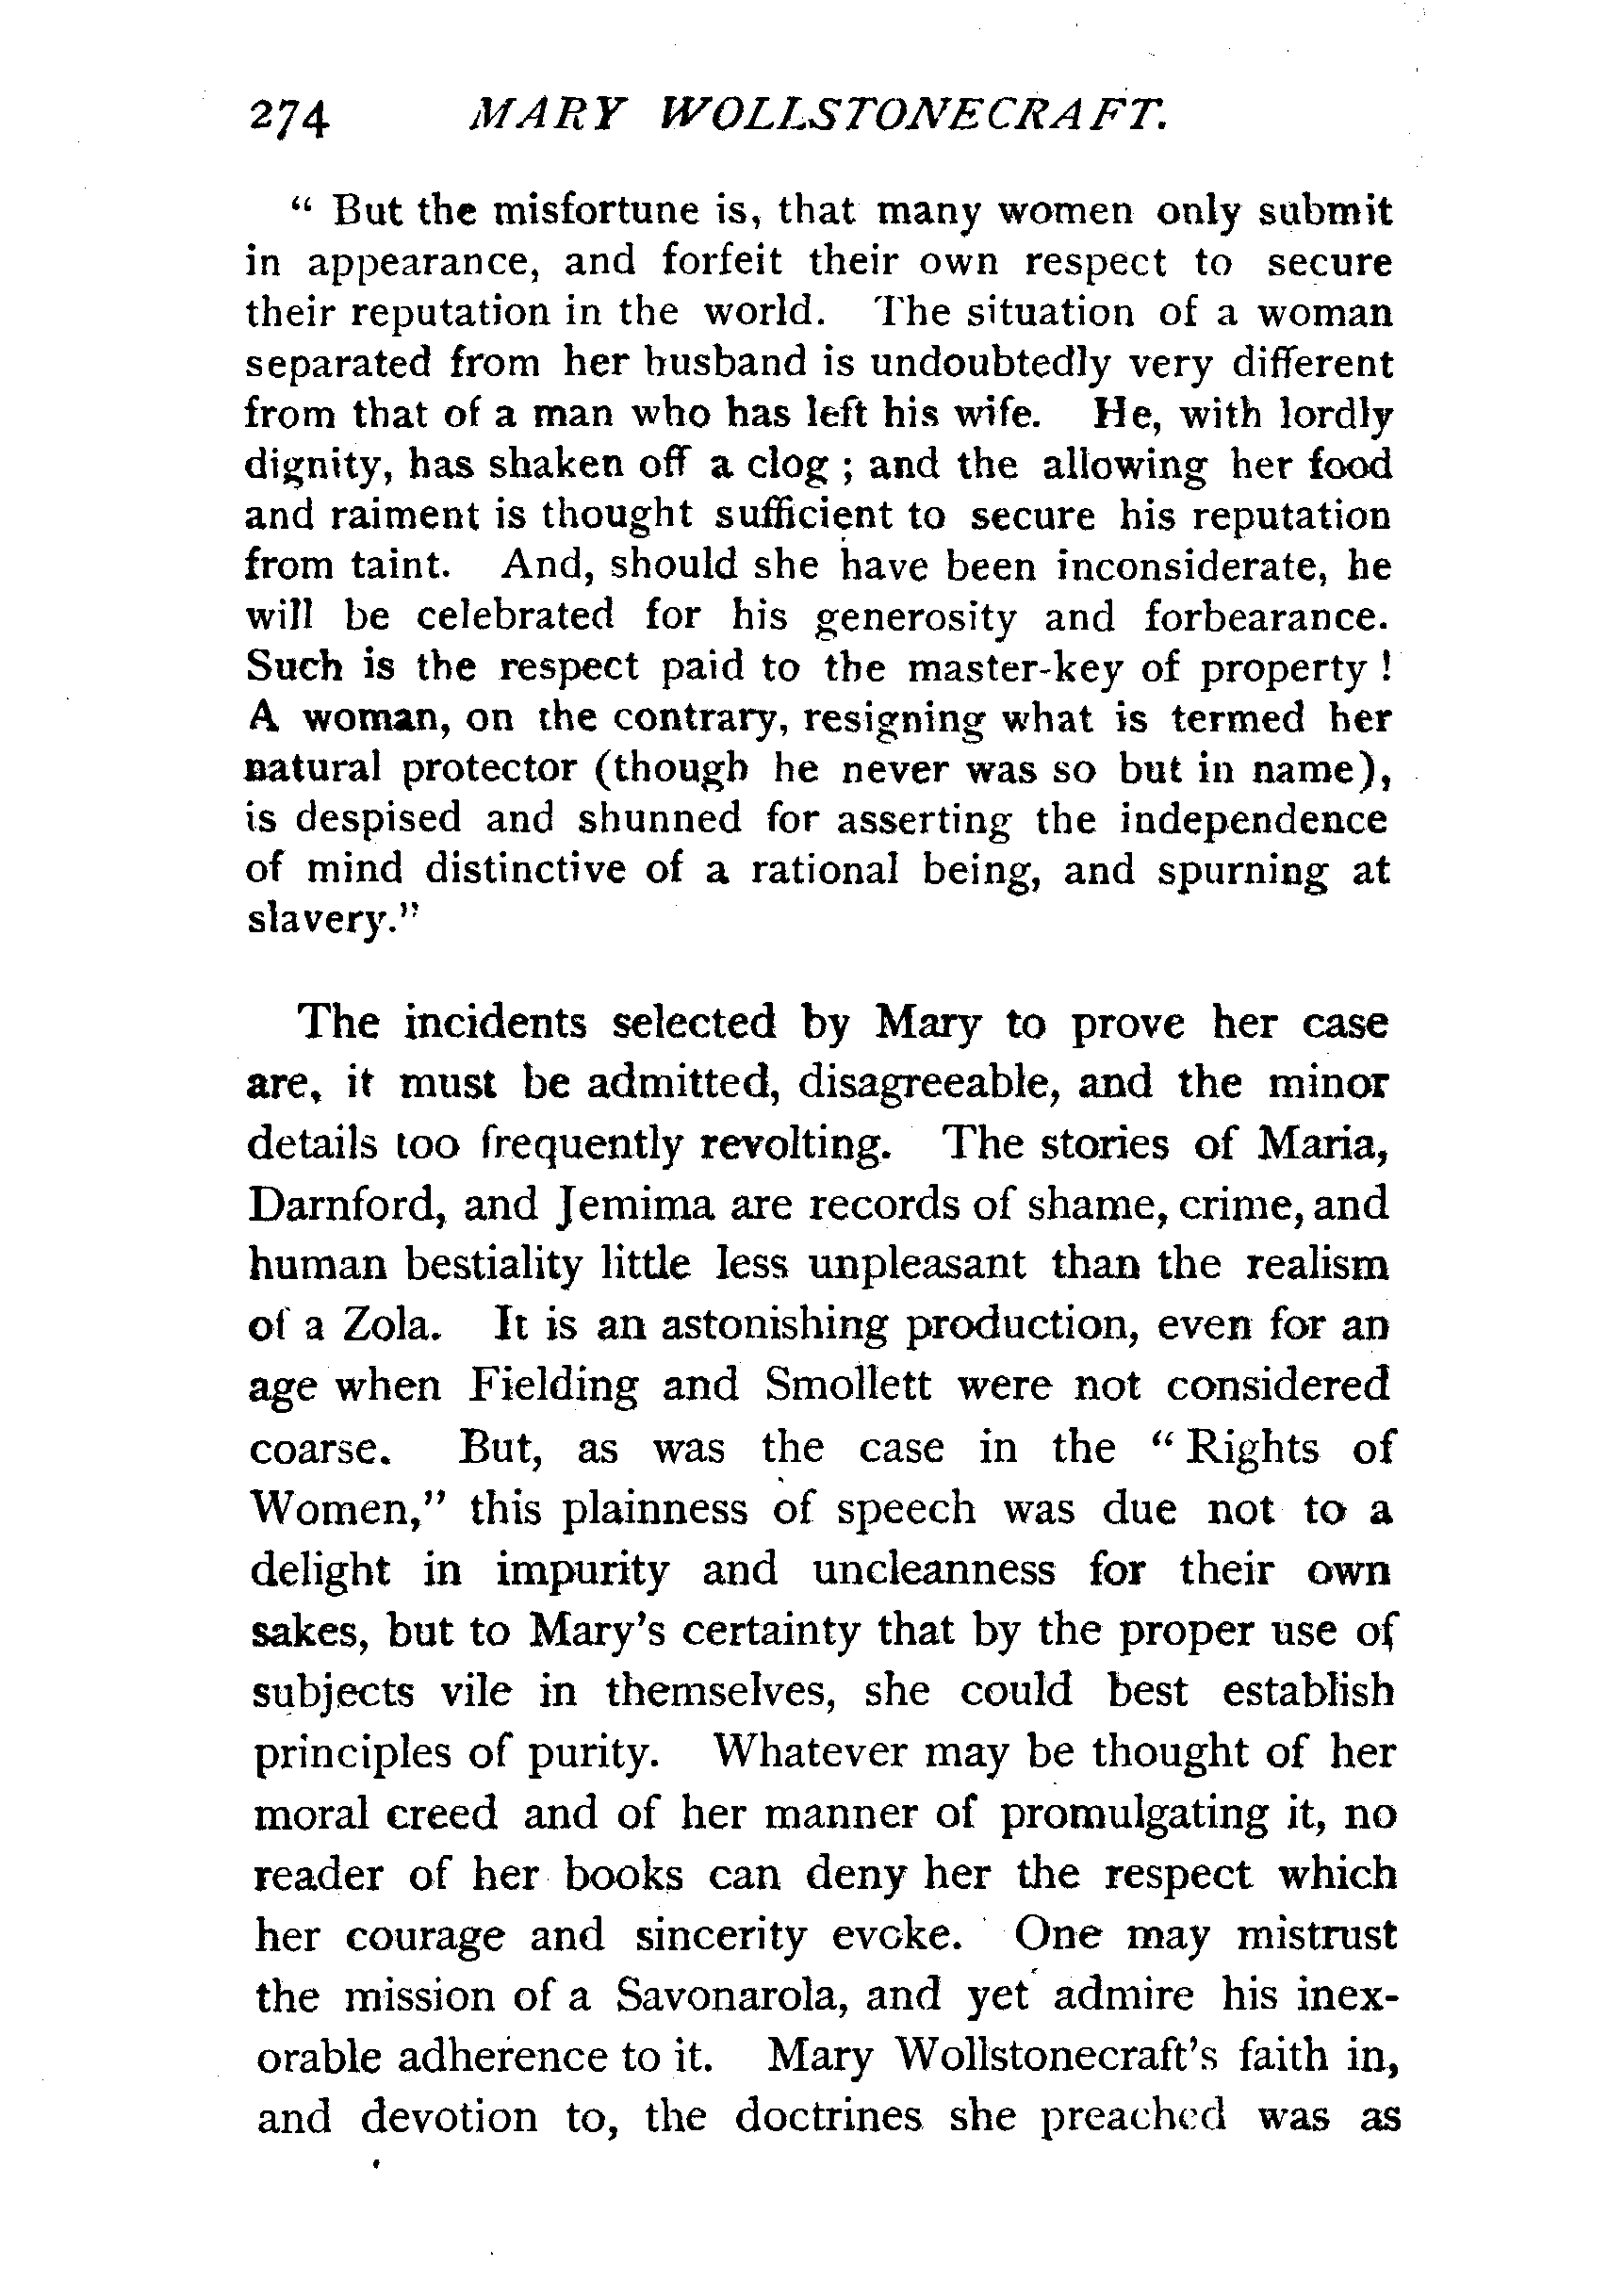 274 MARY WOLLSTONECRAFT.
“ But the misfortune is, that many women only submit
in appearance, and forfeit their own respect to secure
their reputation in the world. The situation of a woman
separated from her husband is undoubtedly very different
from that of a man who has left his wife. He, with lordly
dignity, has shaken off a clog ; and the allowing her food
and raiment is thought sufficient to secure his reputation
from taint. And, should she have been inconsiderate, he
will be celebrated for his generosity and forbearance.
Such is the respect paid to the master-key of property !
A woman, on the contrary, resigning what is termed her
natural protector (though he never was so but in name),
is despised and shunned for asserting the independence
of mind distinctive of a rational being, and spurning at
slavery.”
The incidents selected by Mary to prove her case
are, it must be admitted, disagreeable, and the minor
details too frequently revolting. The stories of Maria,
Darnford, and Jemima are records of shame, crime, and
human bestiality little less unpleasant than the realism
of a Zola. It is an astonishing production, even for an
age when Fielding and Smollett were not considered
coarse. But, as was the case in the “ Rights of
Women,” this plainness of speech was due not to a
delight in impurity and uncleanness for their own
sakes, but to Mary’s certainty that by the proper use of
subjects vile in themselves, she could best establish
principles of purity. Whatever may be thought of her
moral creed and of her manner of promulgating it, no
reader of her books can deny her the respect which
her courage and sincerity evoke. One may mistrust
the mission of a Savonarola, and yet admire his inex-
orable adherence to it. Mary Wollstonecraft’s faith in,
and devotion to, the doctrines she preached was as